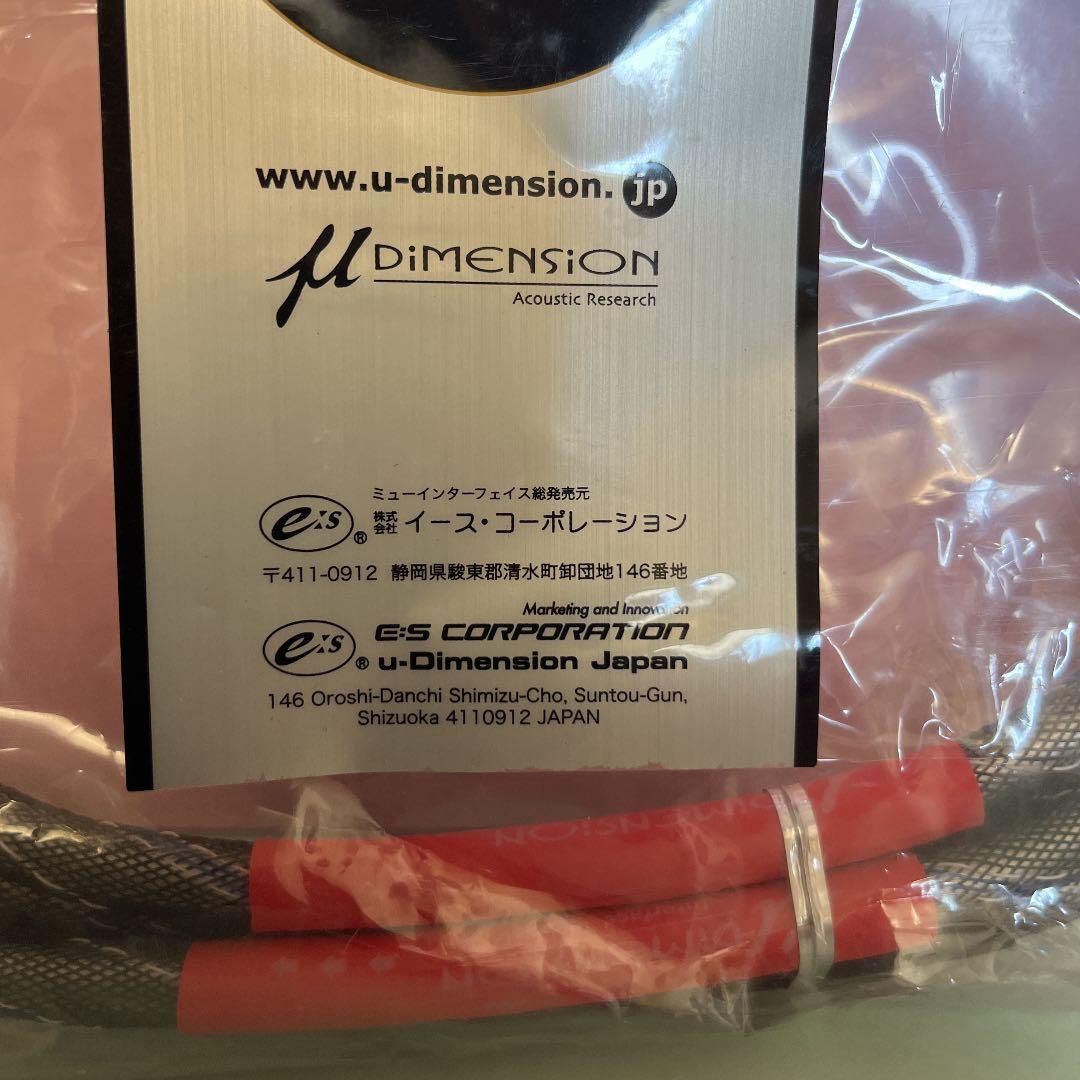 www.u-dimension.jp
μ DiMENSiON
Acoustic Research
ミューインターフェイス総発売元
e:s® 株式会社 イース・コーポレーション
〒411-0912 静岡県駿東郡清水町卸団地146番地
Marketing and Innovation
e:s® E:S CORPORATION
u-Dimension Japan
146 Oroshi-Danchi Shimizu-Cho, Suntou-Gun,
Shizuoka 4110912 JAPAN
μ DiMENSiON
μ DiMENSiON